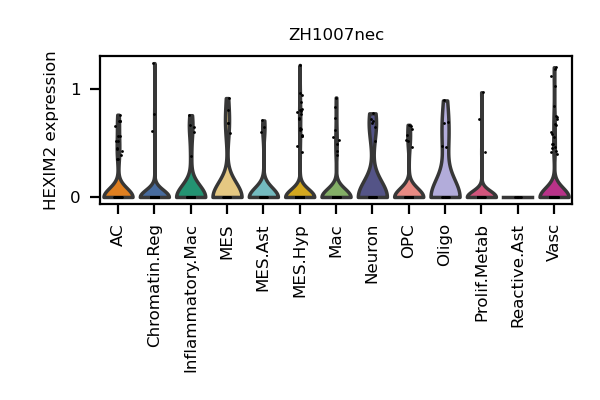 ZH1007nec
HEXIM2 expression
1
0
AC
Chromatin.Reg
Inflammatory.Mac
MES
MES.Ast
MES.Hyp
Mac
Neuron
OPC
Oligo
Prolif.Metab
Reactive.Ast
Vasc